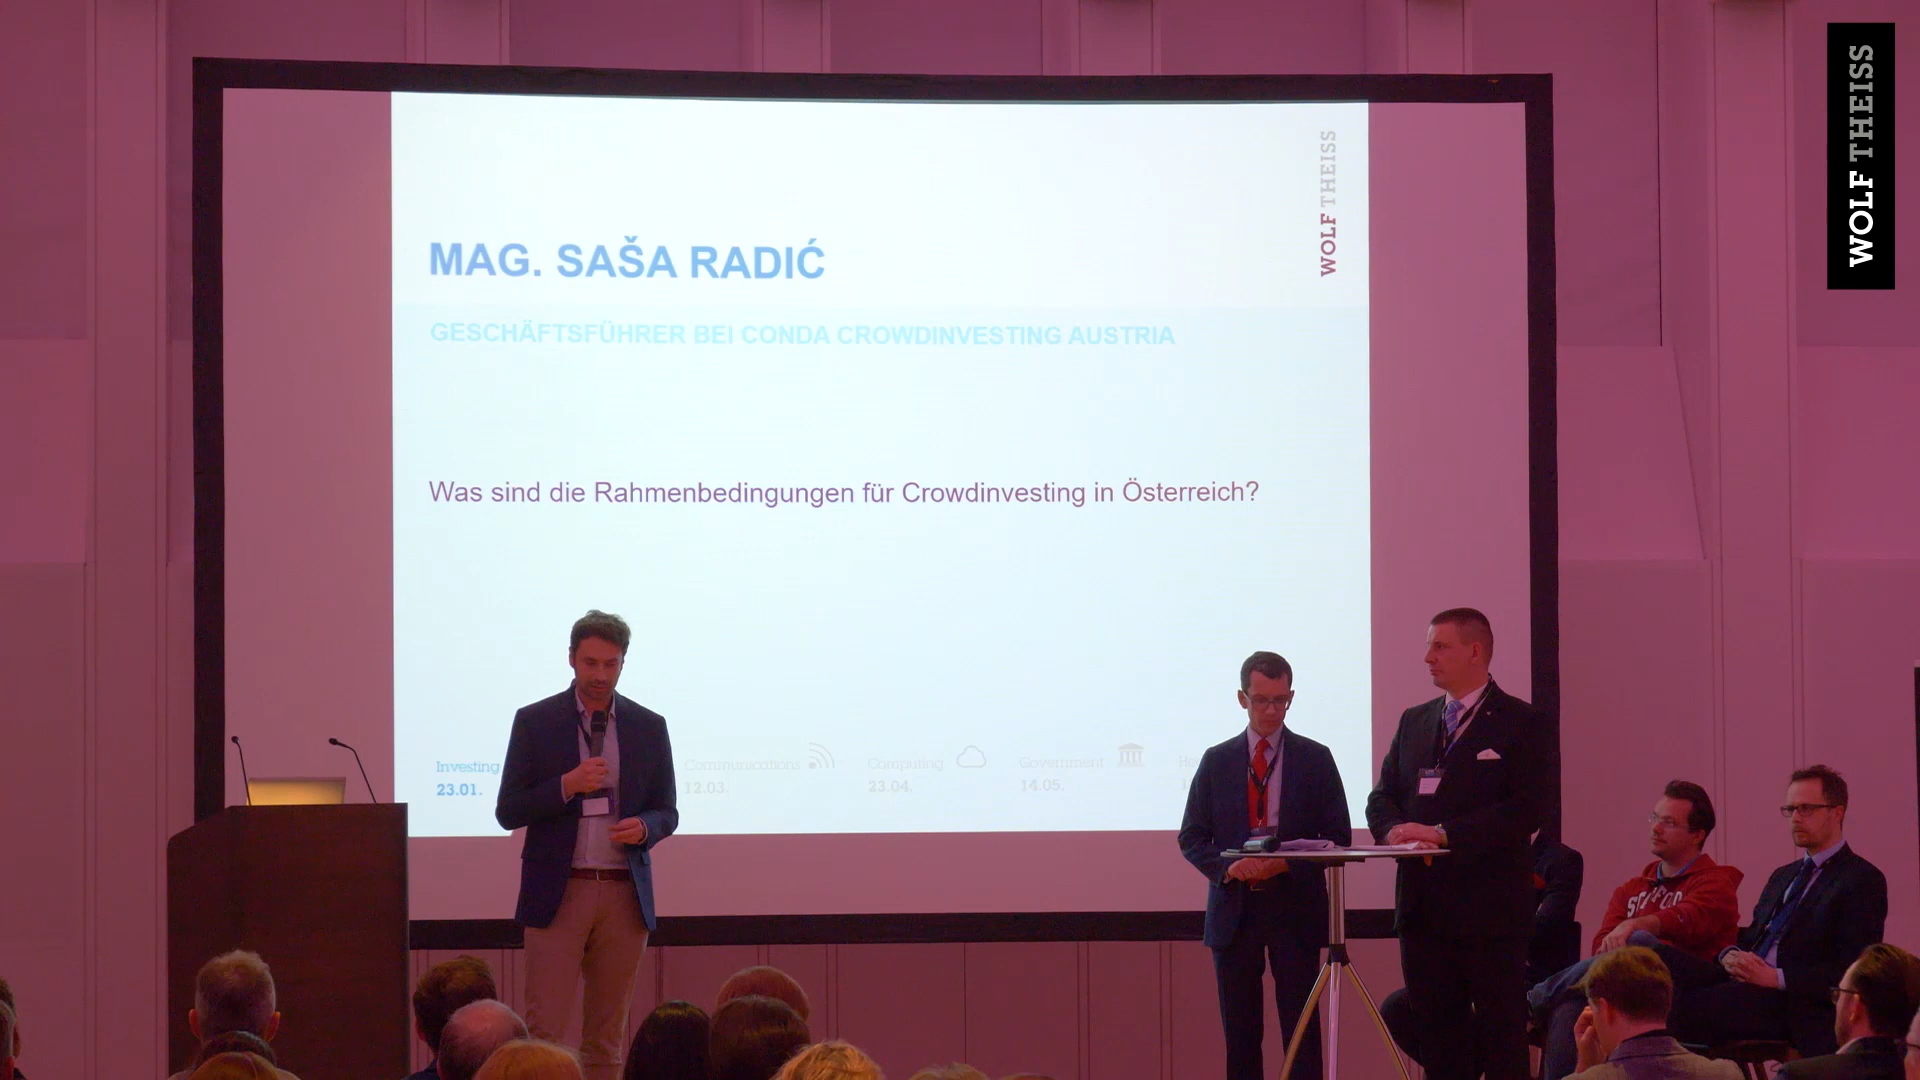 WOLF THEISS
WOLF THEISS
MAG. SAŠA RADIĆ
GESCHÄFTSFÜHRER BEI CONDA CROWDINVESTING AUSTRIA
Was sind die Rahmenbedingungen für Crowdinvesting in Österreich?
Investing
23.01.
Communications
12.03.
Computing
23.04.
Government
14.05.